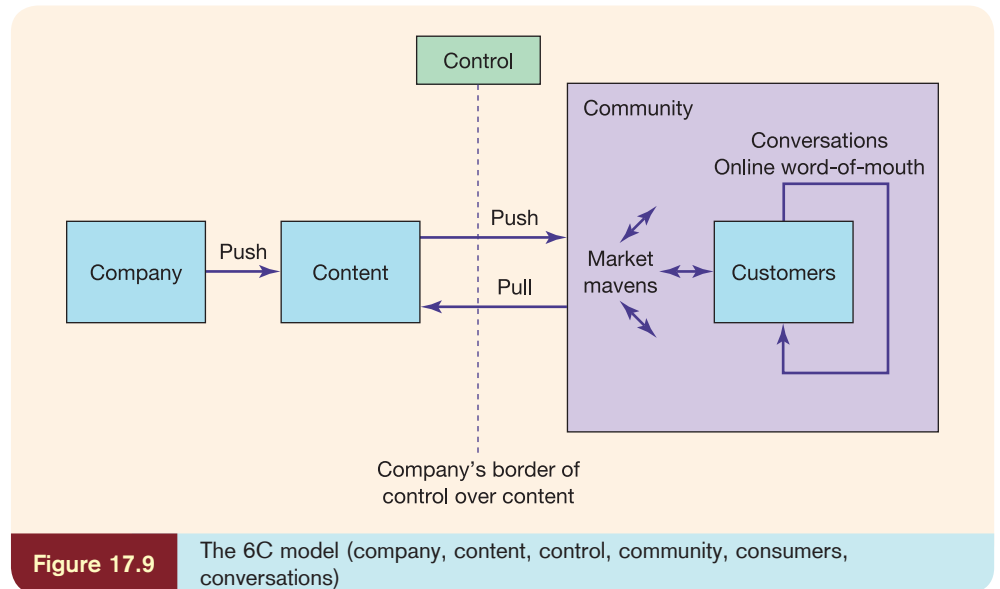 Control
Community
Conversations
Online word-of-mouth
Company
Push
Content
Push
Pull
Market
mavens
Customers
Company’s border of
control over content
Figure 17.9
The 6C model (company, content, control, community, consumers,
conversations)